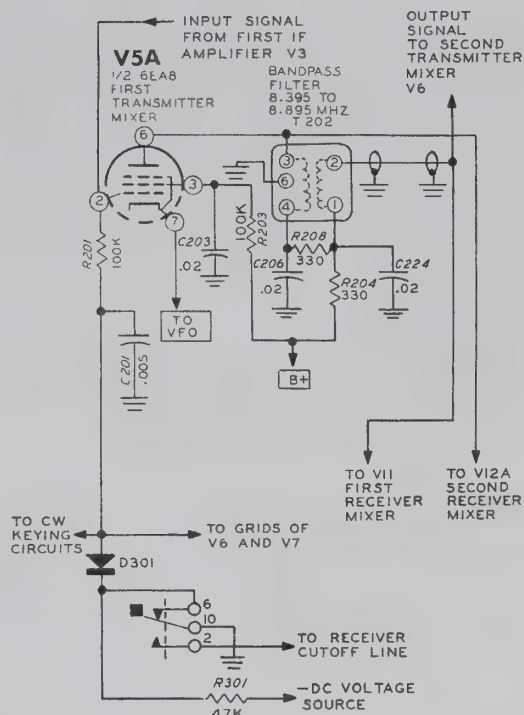 INPUT SIGNAL
FROM FIRST IF
AMPLIFIER V3
OUTPUT
SIGNAL
TO SECOND
TRANSMITTER
MIXER
V6
V5A
1/2 6EA8
FIRST
TRANSMITTER
MIXER
BANDPASS
FILTER
8.395 TO
8.895 MHZ
T 202
6
2
3
7
3
6
4
2
1
R201
100K
C203
.02
100K
R203
C206
.02
R208
330
R204
330
C224
.02
TO
VFO
C201
.005
B+
TO V11
FIRST
RECEIVER
MIXER
TO V12A
SECOND
RECEIVER
MIXER
TO CW
KEYING
CIRCUITS
TO GRIDS OF
V6 AND V7
D301
6
10
2
TO RECEIVER
CUTOFF LINE
R301
47K
-DC VOLTAGE
SOURCE